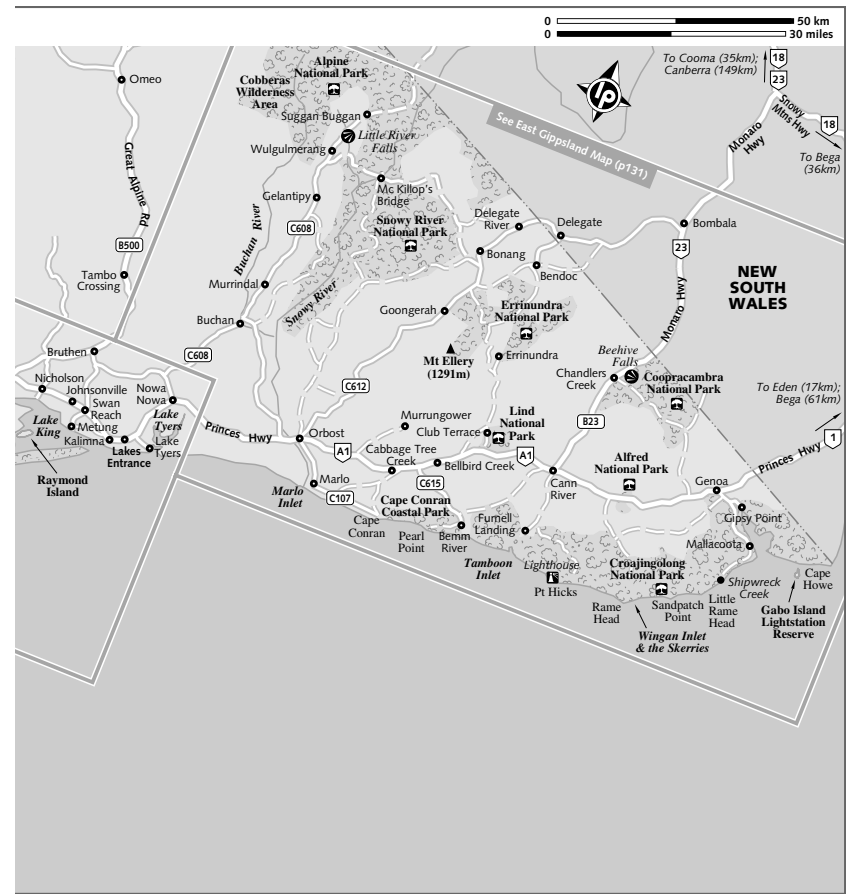 0 50 km
0 30 miles
To Cooma (35km);
Canberra (149km)
18
23
Snowy
Mtns Hwy
18
To Bega
(36km)
Monaro
Hwy
lp
See East Gippsland Map (p131)
Alpine
National Park
Cobberas
Wilderness
Area
Omeo
Suggan Buggan
Little River
Falls
Wulgulmerang
Great Alpine Rd
Gelantipy
Mc Killop's
Bridge
Buchan River
C608
Snowy River
National Park
Delegate
River
Delegate
Bombala
B500
23
Bonang
Bendoc
NEW
SOUTH
WALES
Tambo
Crossing
Murrindal
Snowy River
Monaro Hwy
Goongerah
Errinundra
National Park
Buchan
Bruthen
C608
Mt Ellery
(1291m)
Errinundra
Beehive
Falls
Chandlers
Creek
Coopracambra
National Park
Nicholson
Johnsonville
Swan
Reach
Nowa
Nowa
C612
To Eden (17km);
Bega (61km)
Lake
King
Metung
Kalimna
Lake
Tyers
Lakes
Entrance
Lake
Tyers
Princes Hwy
Orbost
Murrungower
Club Terrace
Lind
National
Park
B23
1
Raymond
Island
A1
Cabbage Tree
Creek
Bellbird Creek
A1
Alfred
National Park
Princes Hwy
Marlo
Marlo
Inlet
C107
C615
Cann
River
Genoa
Cape Conran
Coastal Park
Cape
Conran
Pearl
Point
Bemm
River
Furnell
Landing
Gipsy Point
Mallacoota
Tamboon
Inlet
Lighthouse
Pt Hicks
Croajingolong
National Park
Shipwreck
Creek
Cape
Howe
Rame
Head
Sandpatch
Point
Little
Rame
Head
Gabo Island
Lightstation
Reserve
Wingan Inlet
& the Skerries